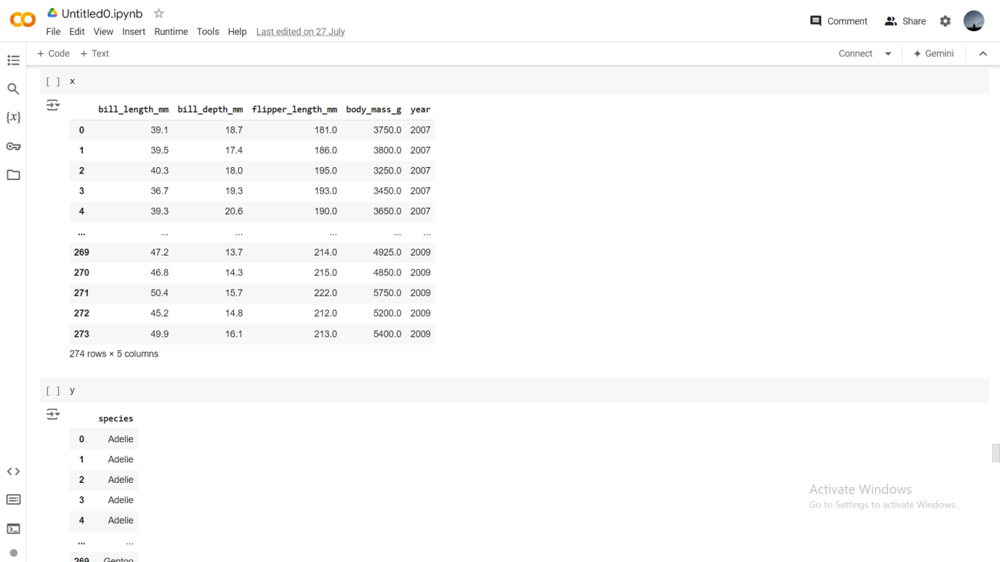 Untitled0.ipynb
File Edit View Insert Runtime Tools Help Last edited on 27 July
Comment Share
+ Code + Text
Connect Gemini
[ ] x
bill_length_mm bill_depth_mm flipper_length_mm body_mass_g year
0 39.1 18.7 181.0 3750.0 2007
1 39.5 17.4 186.0 3800.0 2007
2 40.3 18.0 195.0 3250.0 2007
3 36.7 19.3 193.0 3450.0 2007
4 39.3 20.6 190.0 3650.0 2007
... ... ... ... ... ...
269 47.2 13.7 214.0 4925.0 2009
270 46.8 14.3 215.0 4850.0 2009
271 50.4 15.7 222.0 5750.0 2009
272 45.2 14.8 212.0 5200.0 2009
273 49.9 16.1 213.0 5400.0 2009
274 rows × 5 columns
[ ] y
species
0 Adelie
1 Adelie
2 Adelie
3 Adelie
4 Adelie
... ...
269 Gentoo
{x}
Activate Windows
Go to Settings to activate Windows.